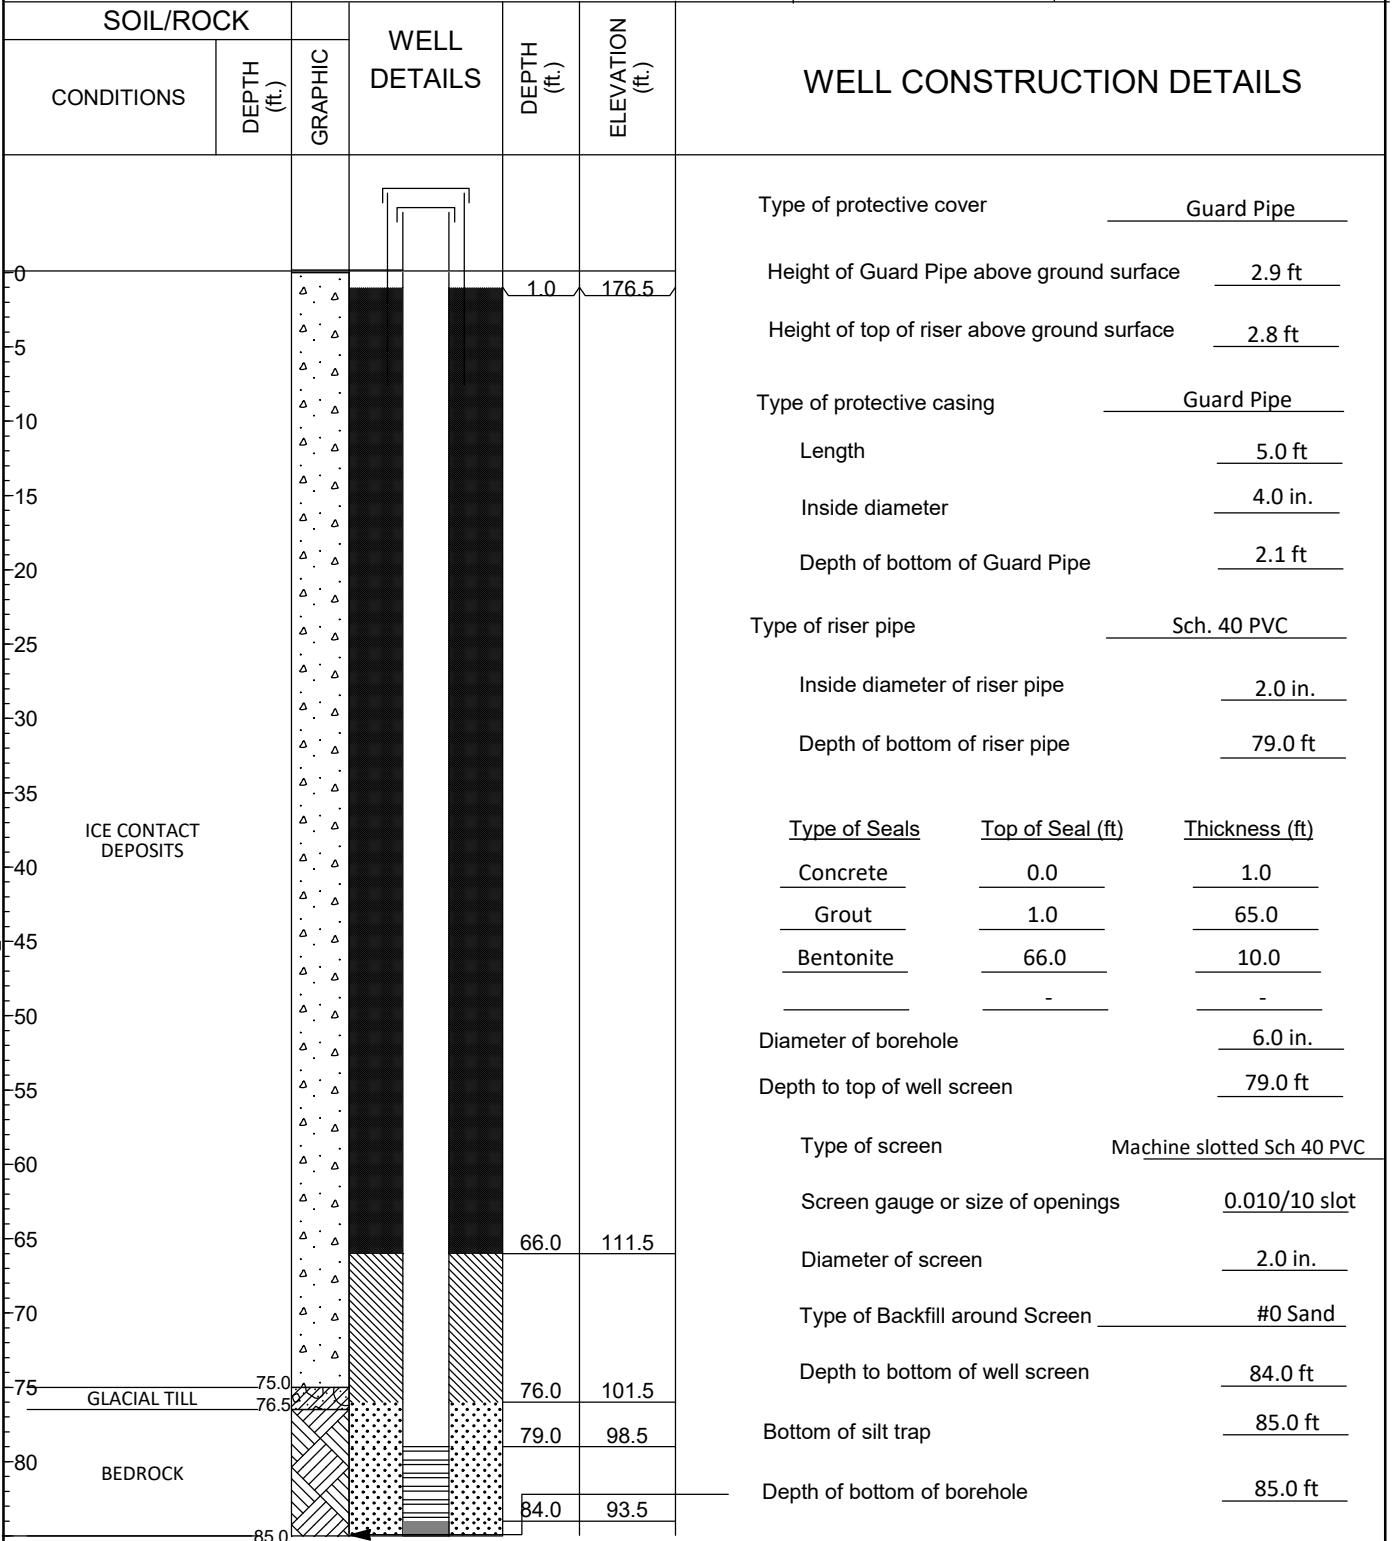 SOIL/ROCK
CONDITIONS
DEPTH
(ft.)
GRAPHIC
WELL
DETAILS
DEPTH
(ft.)
ELEVATION
(ft.)
WELL CONSTRUCTION DETAILS
Type of protective cover Guard Pipe
0
1.0 176.5
Height of Guard Pipe above ground surface 2.9 ft
Height of top of riser above ground surface 2.8 ft
5
Type of protective casing Guard Pipe
10
Length 5.0 ft
15
Inside diameter 4.0 in.
Depth of bottom of Guard Pipe 2.1 ft
20
Type of riser pipe Sch. 40 PVC
25
Inside diameter of riser pipe 2.0 in.
30
Depth of bottom of riser pipe 79.0 ft
35
ICE CONTACT
DEPOSITS
Type of Seals Top of Seal (ft) Thickness (ft)
40
Concrete 0.0 1.0
Grout 1.0 65.0
45
Bentonite 66.0 10.0
- -
50
Diameter of borehole 6.0 in.
55
Depth to top of well screen 79.0 ft
60
Type of screen Machine slotted Sch 40 PVC
Screen gauge or size of openings 0.010/10 slot
65
66.0 111.5
Diameter of screen 2.0 in.
70
Type of Backfill around Screen #0 Sand
75
75.0
GLACIAL TILL
76.5
76.0 101.5
Depth to bottom of well screen 84.0 ft
79.0 98.5
Bottom of silt trap 85.0 ft
80
BEDROCK
84.0 93.5
Depth of bottom of borehole 85.0 ft
85.0